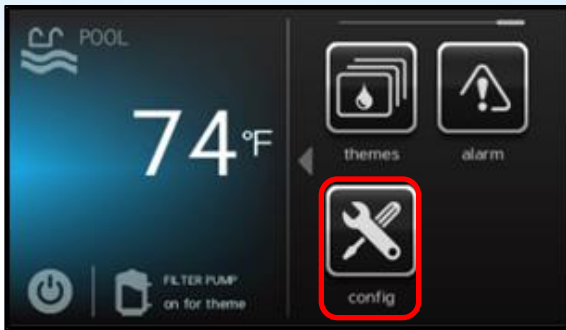 POOL
74°F
FILTER PUMP
on for theme
themes
alarm
config